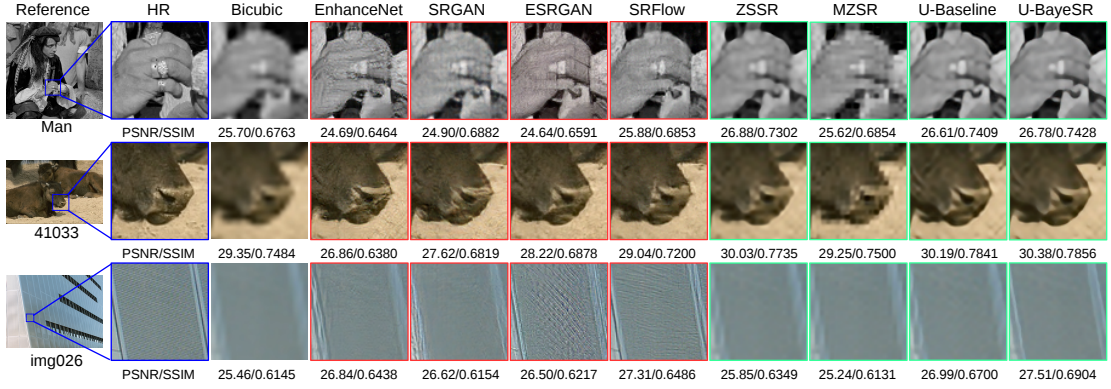 Reference HR Bicubic EnhanceNet SRGAN ESRGAN SRFlow ZSSR MZSR U-Baseline U-BayeSR
Man
PSNR/SSIM 25.70/0.6763 24.69/0.6464 24.90/0.6882 24.64/0.6591 25.88/0.6853 26.88/0.7302 25.62/0.6854 26.61/0.7409 26.78/0.7428
41033
PSNR/SSIM 29.35/0.7484 26.86/0.6380 27.62/0.6819 28.22/0.6878 29.04/0.7200 30.03/0.7735 29.25/0.7500 30.19/0.7841 30.38/0.7856
img026
PSNR/SSIM 25.46/0.6145 26.84/0.6438 26.62/0.6154 26.50/0.6217 27.31/0.6486 25.85/0.6349 25.24/0.6131 26.99/0.6700 27.51/0.6904